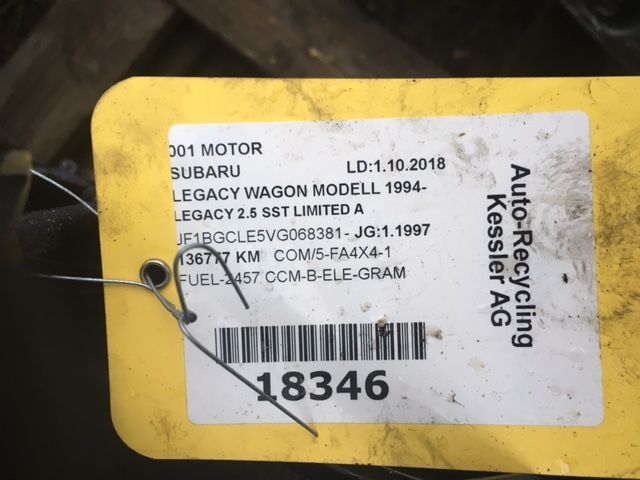 001 MOTOR
SUBARU LD:1.10.2018
LEGACY WAGON MODELL 1994-
LEGACY 2.5 SST LIMITED A
JF1BGCLE5VG068381- JG:1.1997
136777 KM COM/5-FA4X4-1
FUEL-2457 CCM-B-ELE-GRAM
18346
Auto-Recycling
Kessler AG